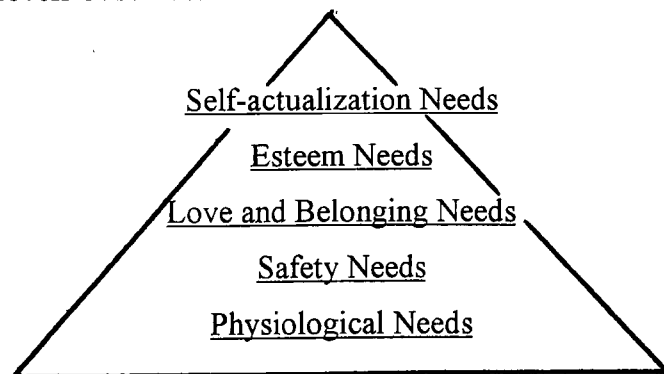 Self-actualization Needs
Esteem Needs
Love and Belonging Needs
Safety Needs
Physiological Needs